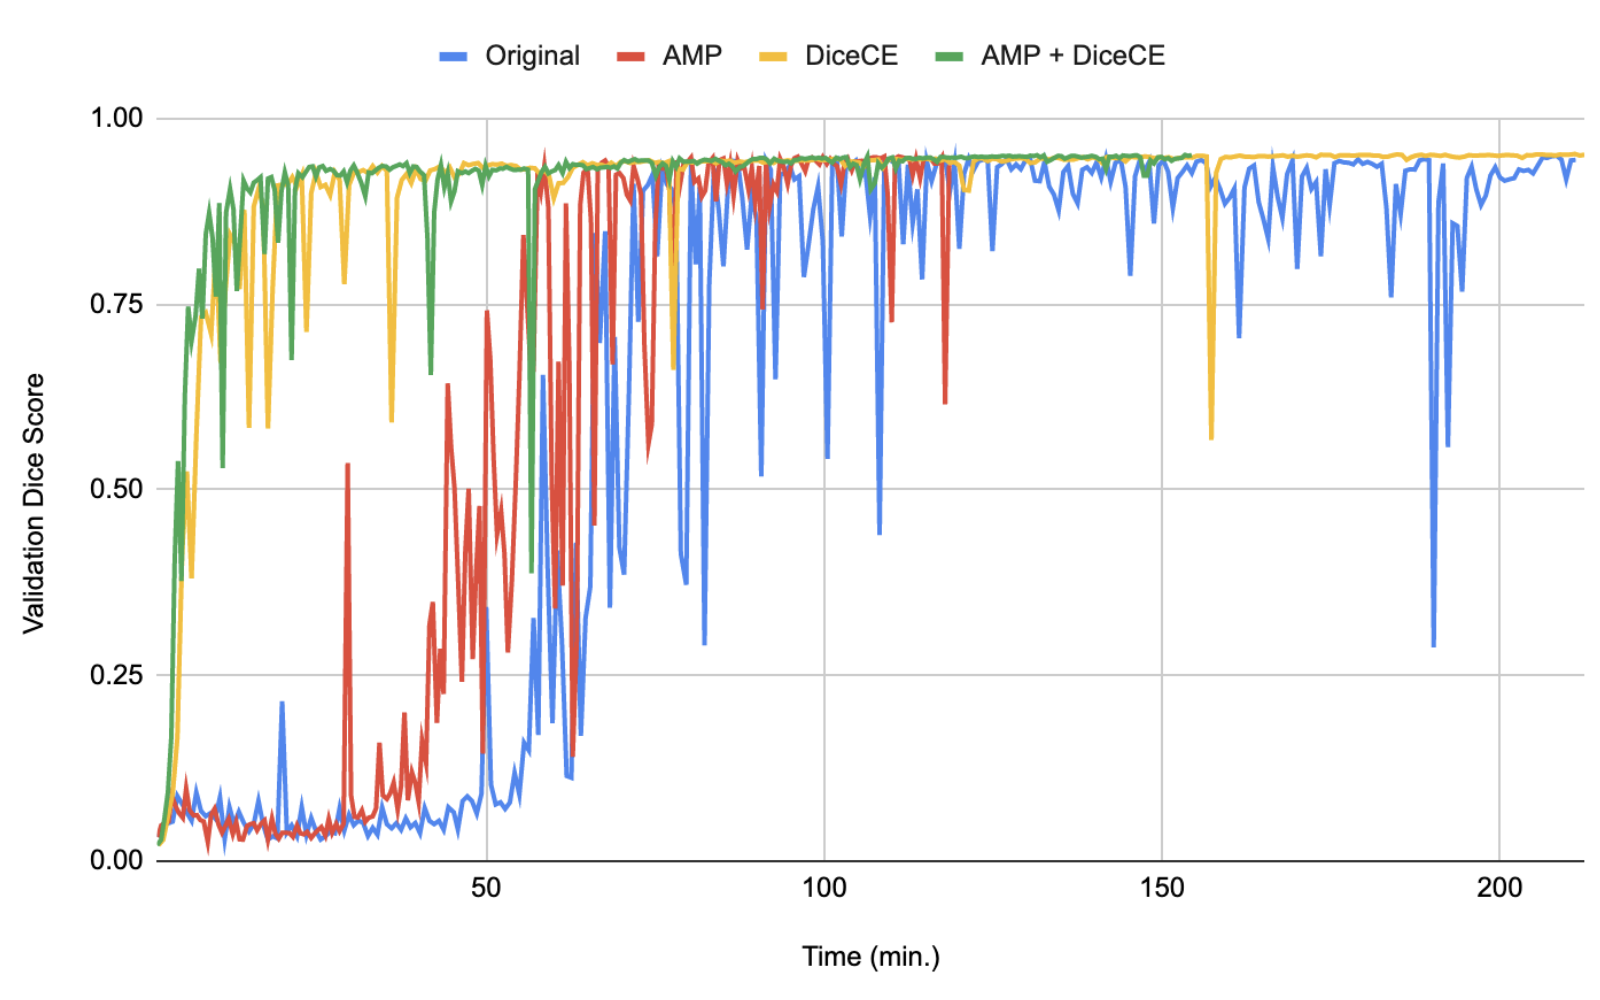 Original AMP DiceCE AMP + DiceCE
1.00
0.75
0.50
0.25
0.00
Validation Dice Score
50 100 150 200
Time (min.)